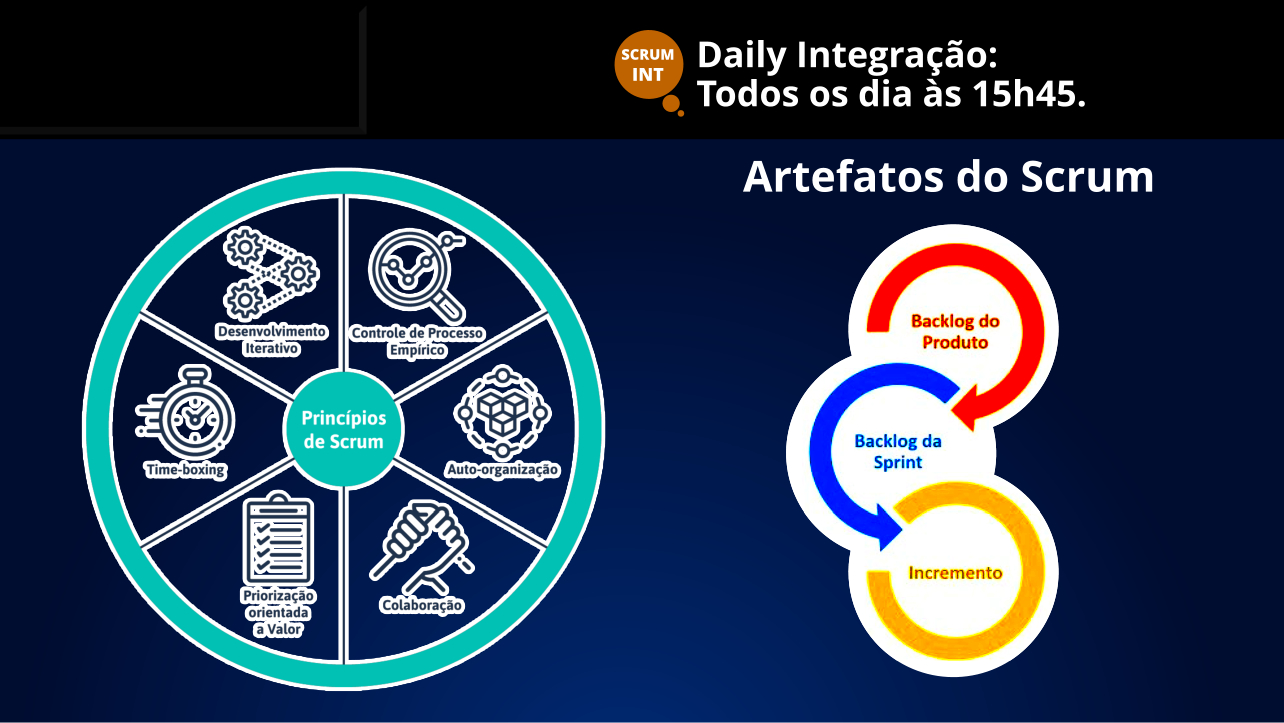 SCRUM
INT
Daily Integração:
Todos os dia às 15h45.
Artefatos do Scrum
Desenvolvimento
Iterativo
Controle de Processo
Empírico
Time-boxing
Princípios
de Scrum
Auto-organização
Priorização
orientada
a Valor
Colaboração
Backlog do
Produto
Backlog da
Sprint
Incremento